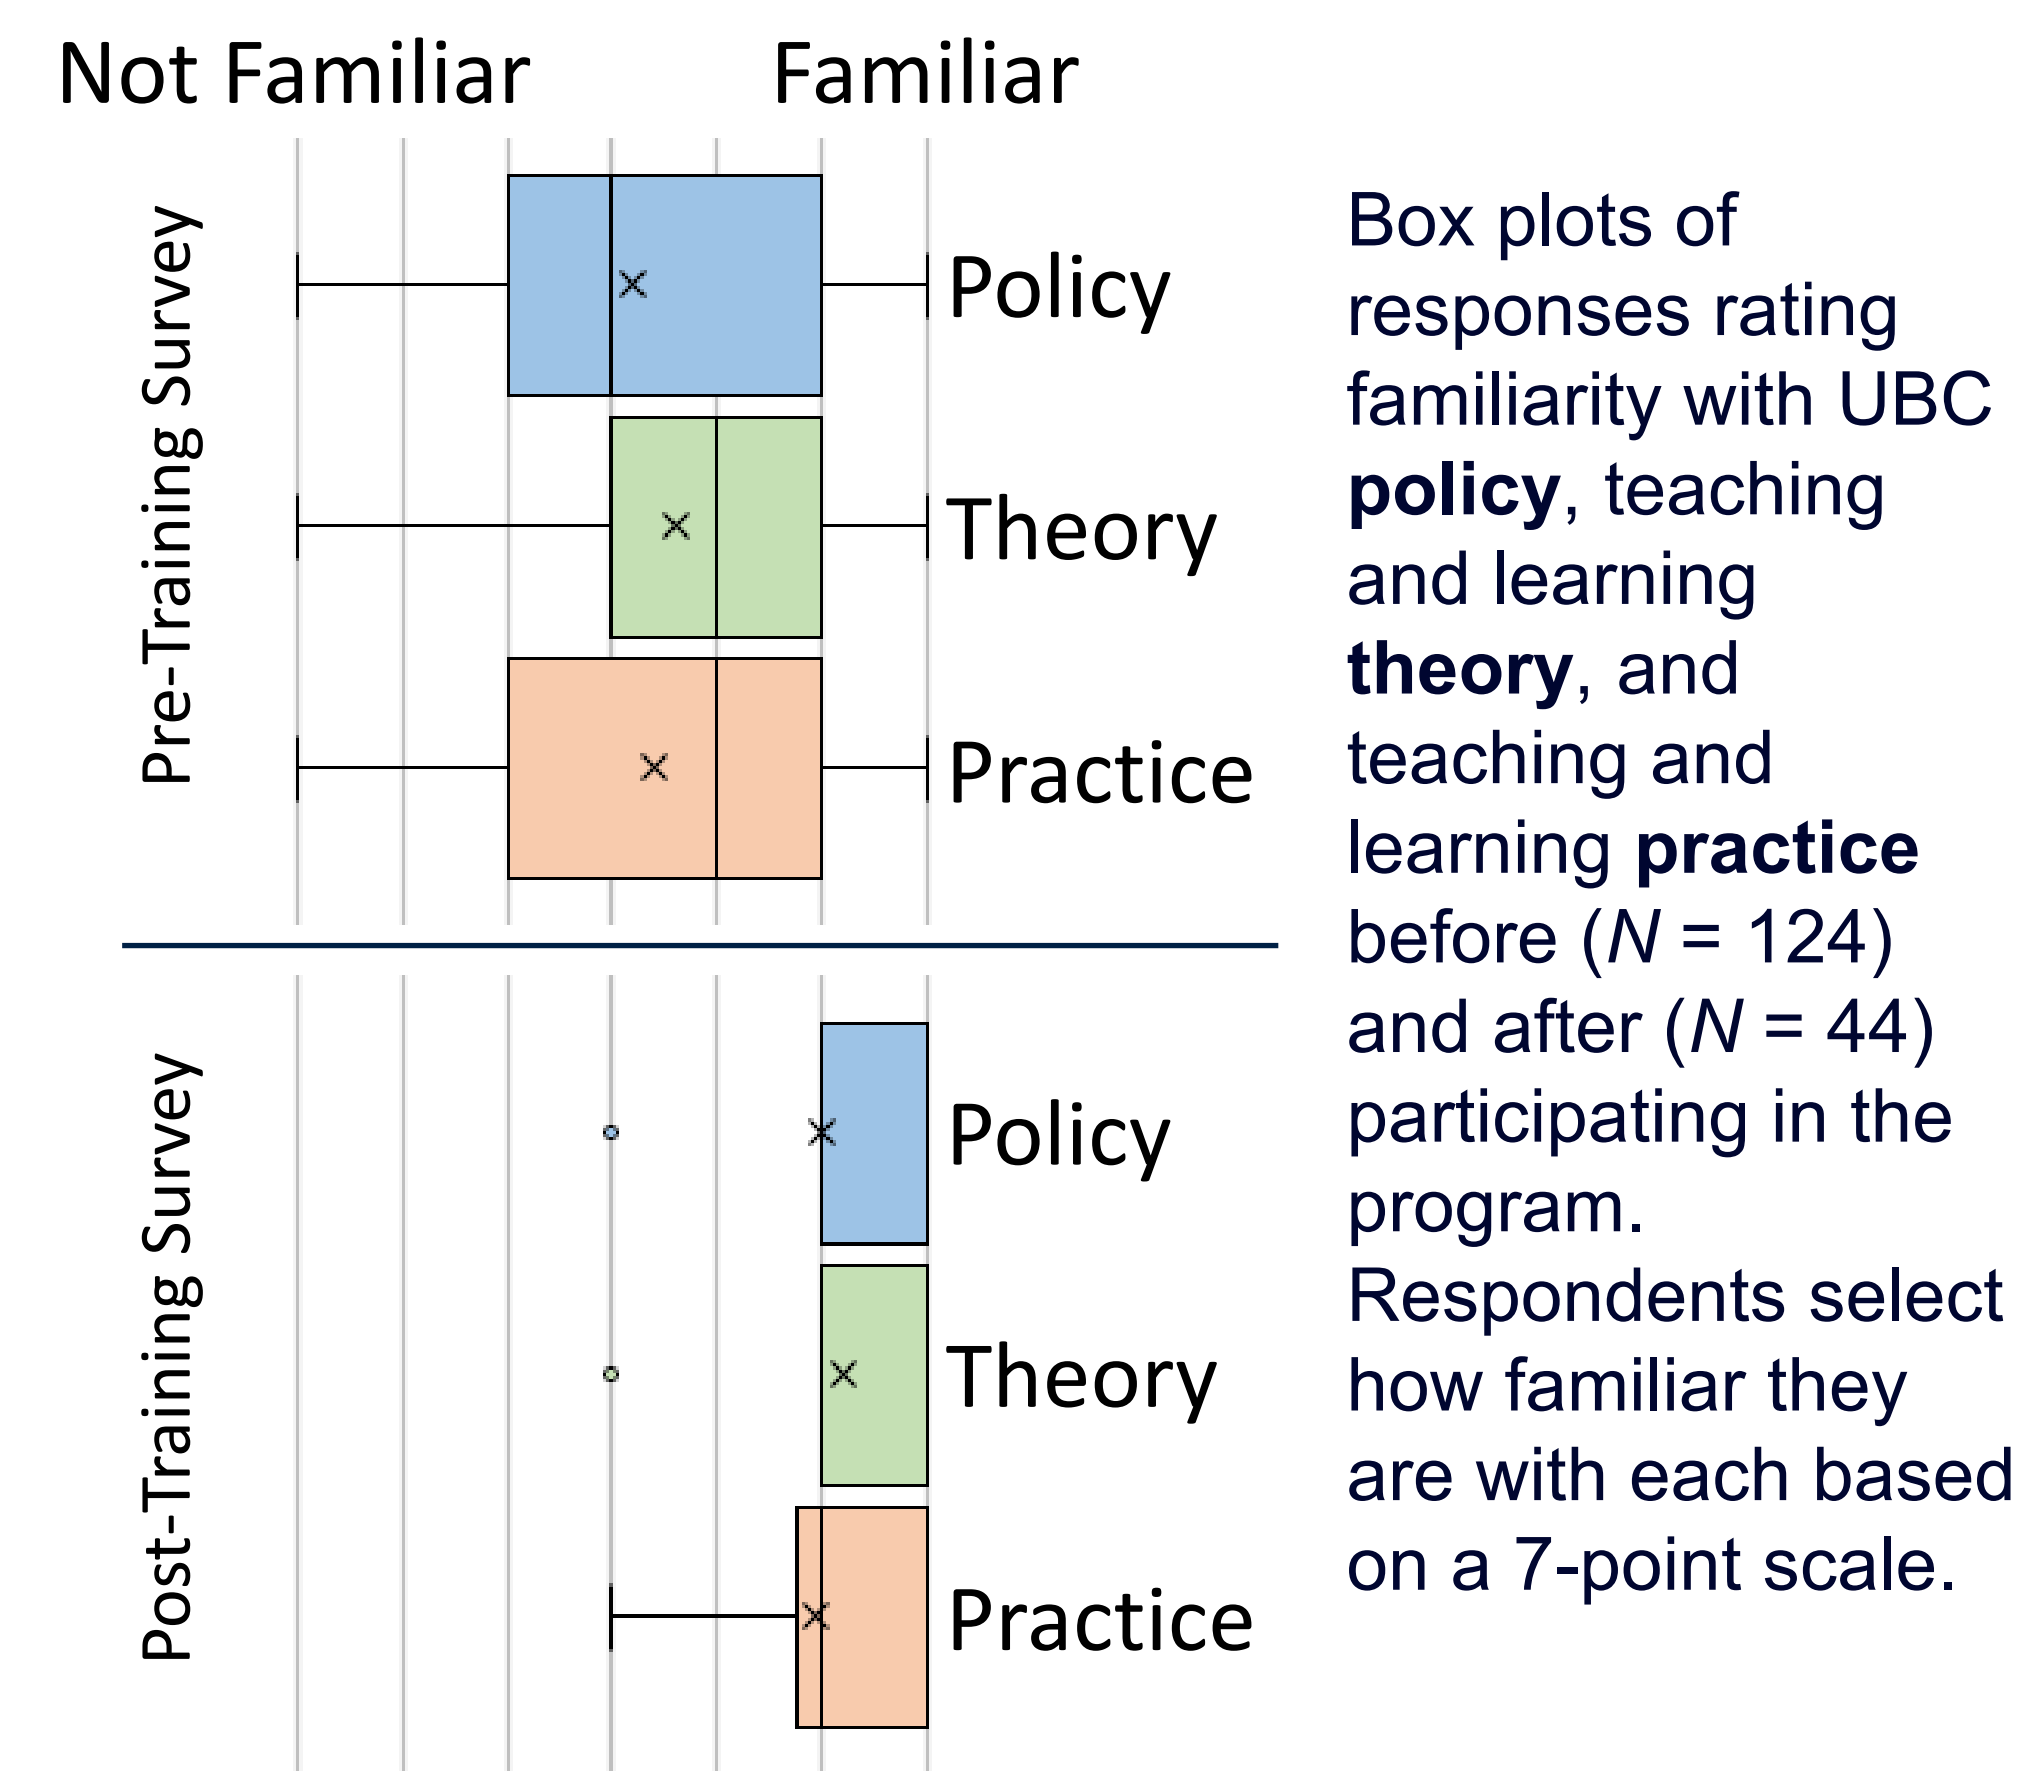 Not Familiar Familiar
Pre-Training Survey
Policy
Theory
Practice
Post-Training Survey
Policy
Theory
Practice
Box plots of
responses rating
familiarity with UBC
policy, teaching
and learning
theory, and
teaching and
learning practice
before (N = 124)
and after (N = 44)
participating in the
program.
Respondents select
how familiar they
are with each based
on a 7-point scale.